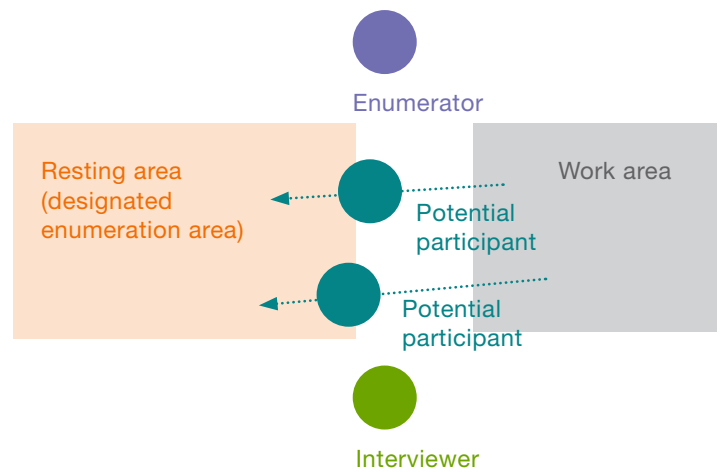 Enumerator
Resting area
(designated
enumeration area)
Work area
Potential
participant
Potential
participant
Interviewer